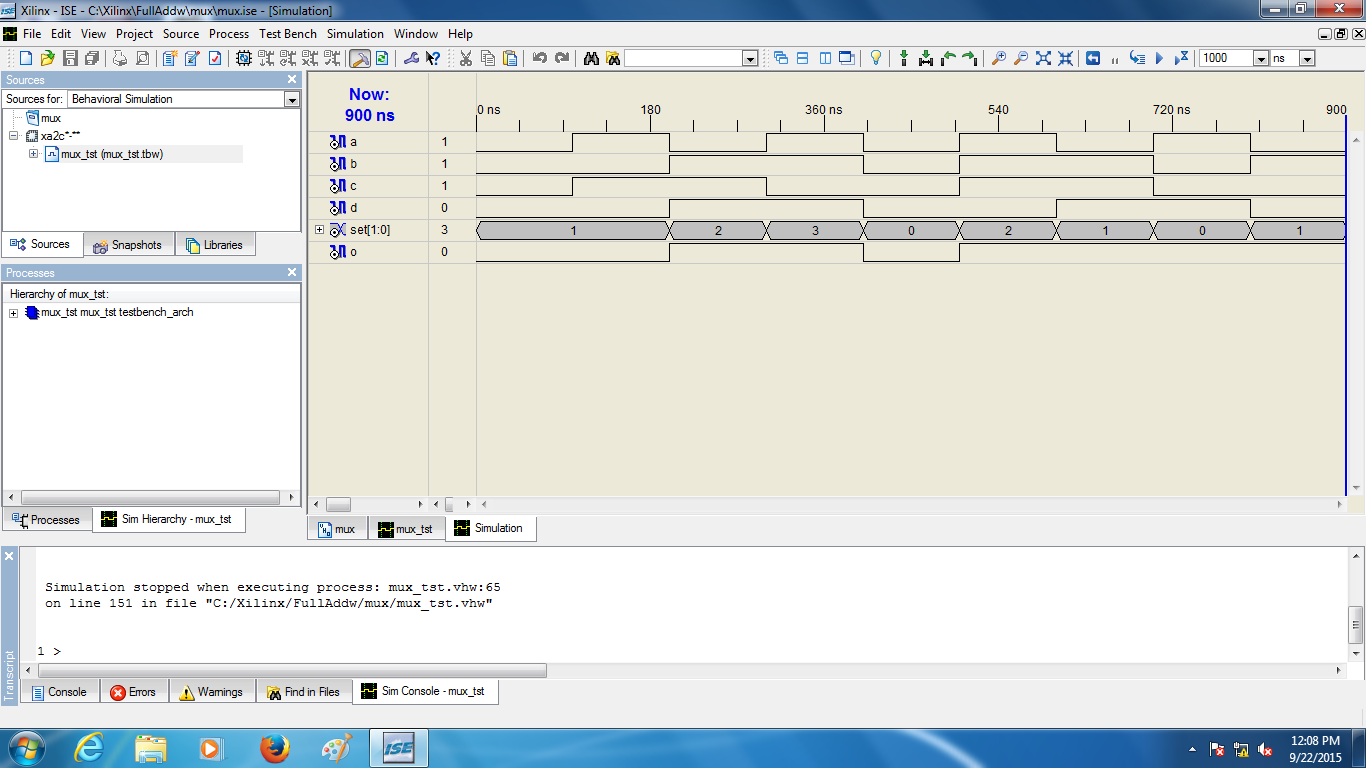 Xilinx - ISE - C:\Xilinx\FullAddw\mux\mux.ise - [Simulation]
File Edit View Project Source Process Test Bench Simulation Window Help
1000 ns
Sources
Sources for: Behavioral Simulation
mux
xa2c*-**
mux_tst (mux_tst.tbw)
Sources Snapshots Libraries
Processes
Hierarchy of mux_tst:
mux_tst mux_tst testbench_arch
Processes Sim Hierarchy - mux_tst
Now:
900 ns
0 ns 180 360 ns 540 720 ns 900
a 1
b 1
c 1
d 0
set[1:0] 3 1 2 3 0 2 1 0 1
o 0
mux mux_tst Simulation
Simulation stopped when executing process: mux_tst.vhw:65
on line 151 in file "C:/Xilinx/FullAddw/mux/mux_tst.vhw"
1 >
Transcript
Console Errors Warnings Find in Files Sim Console - mux_tst
ISE
12:08 PM
9/22/2015